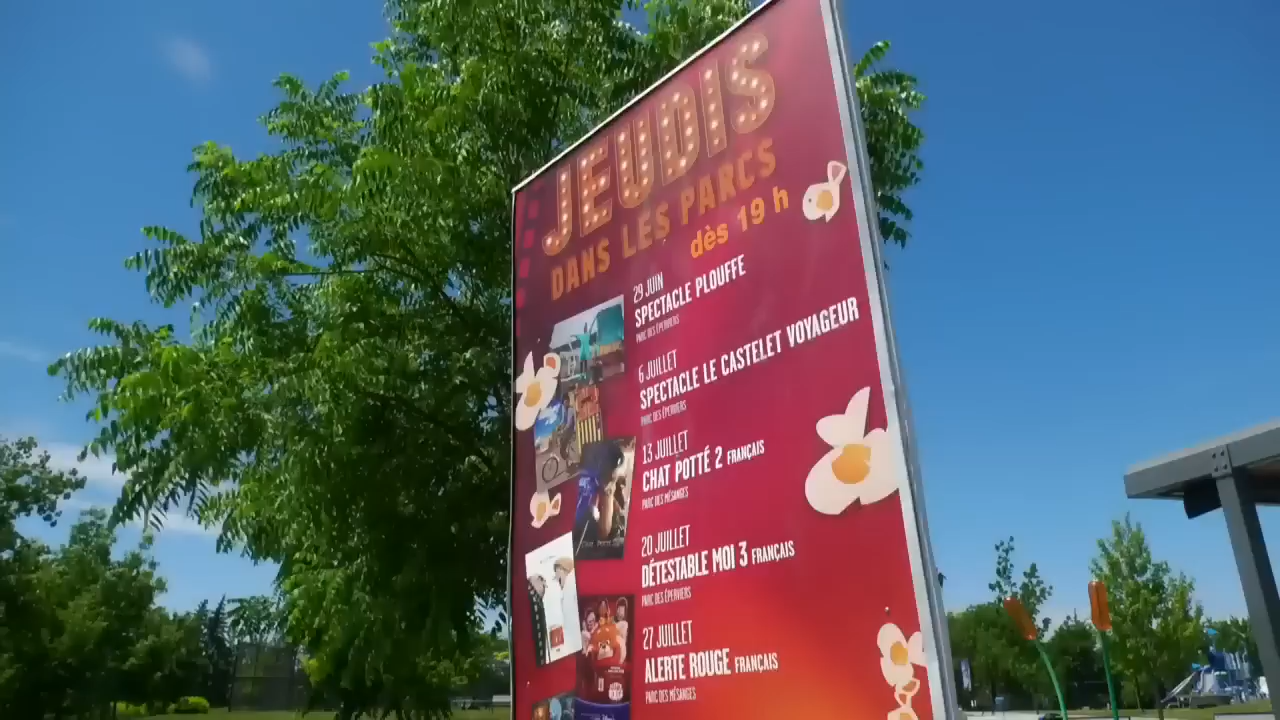 JEUDIS
DANS LES PARCS
dès 19 h
29 JUIN
SPECTACLE PLOUFFE
PARC DES ÉPERVIERS
6 JUILLET
SPECTACLE LE CASTELET VOYAGEUR
PARC DES ÉPERVIERS
13 JUILLET
CHAT POTTÉ 2 FRANÇAIS
PARC DES MÉSANGES
20 JUILLET
DÉTESTABLE MOI 3 FRANÇAIS
PARC DES ÉPERVIERS
27 JUILLET
ALERTE ROUGE FRANÇAIS
PARC DES MÉSANGES